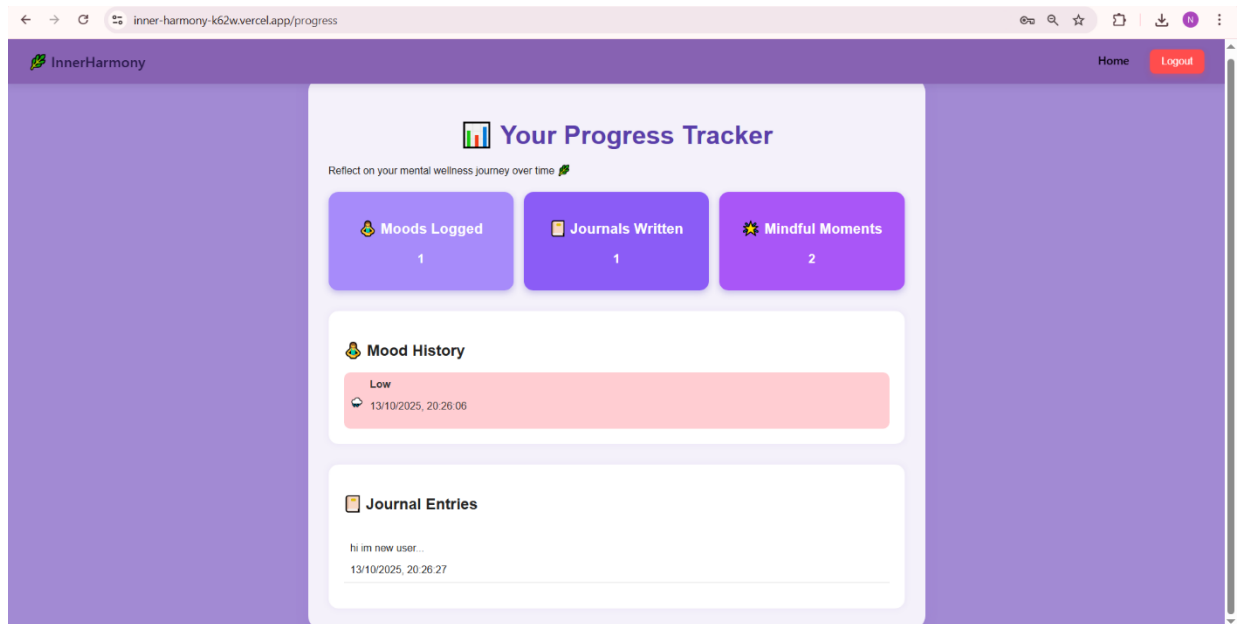 inner-harmony-k62w.vercel.app/progress
N
InnerHarmony
Home
Logout
Your Progress Tracker
Reflect on your mental wellness journey over time
Moods Logged
1
Journals Written
1
Mindful Moments
2
Mood History
Low
13/10/2025, 20:26:06
Journal Entries
hi im new user...
13/10/2025, 20:26:27